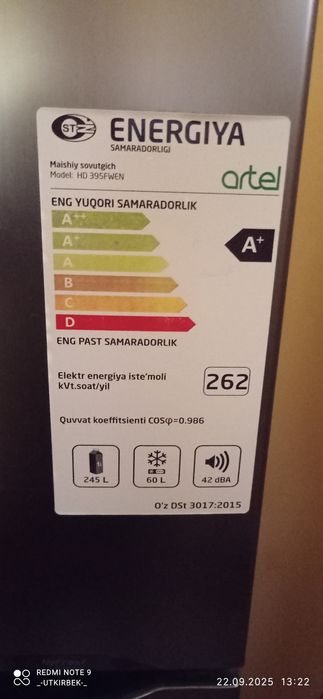 STZ
ENERGIYA
SAMARADORLIGI
Maishiy sovutgich
Model: HD 395FWEN
artel
ENG YUQORI SAMARADORLIK
A++
A+
A+
A
B
C
D
ENG PAST SAMARADORLIK
Elektr energiya iste'moli
kVt.soat/yil
262
Quvvat koeffitsienti COSφ=0.986
245 L
60 L
42 dBA
O'z DSt 3017:2015
REDMI NOTE 9
_-UTKIRBEK-_
22.09.2025 13:22